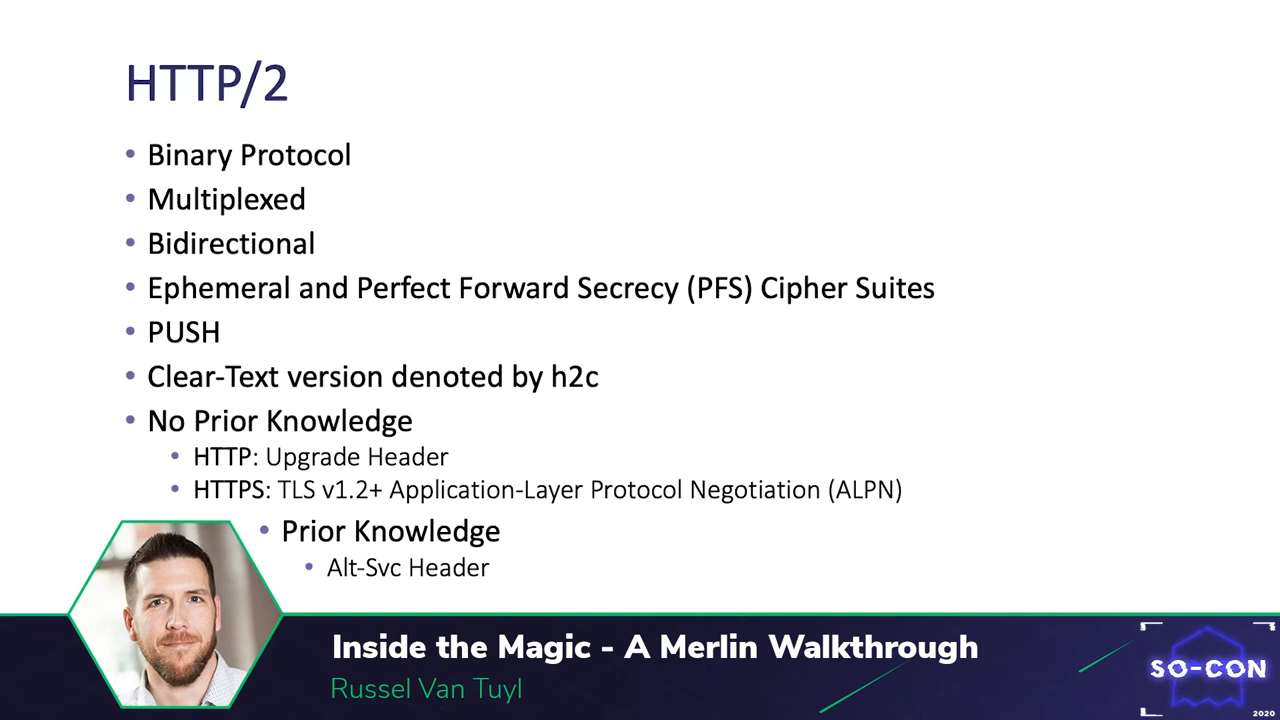 HTTP/2
• Binary Protocol
• Multiplexed
• Bidirectional
• Ephemeral and Perfect Forward Secrecy (PFS) Cipher Suites
• PUSH
• Clear-Text version denoted by h2c
• No Prior Knowledge
• HTTP: Upgrade Header
• HTTPS: TLS v1.2+ Application-Layer Protocol Negotiation (ALPN)
• Prior Knowledge
• Alt-Svc Header
Inside the Magic - A Merlin Walkthrough
Russel Van Tuyl
SO-CON
2020